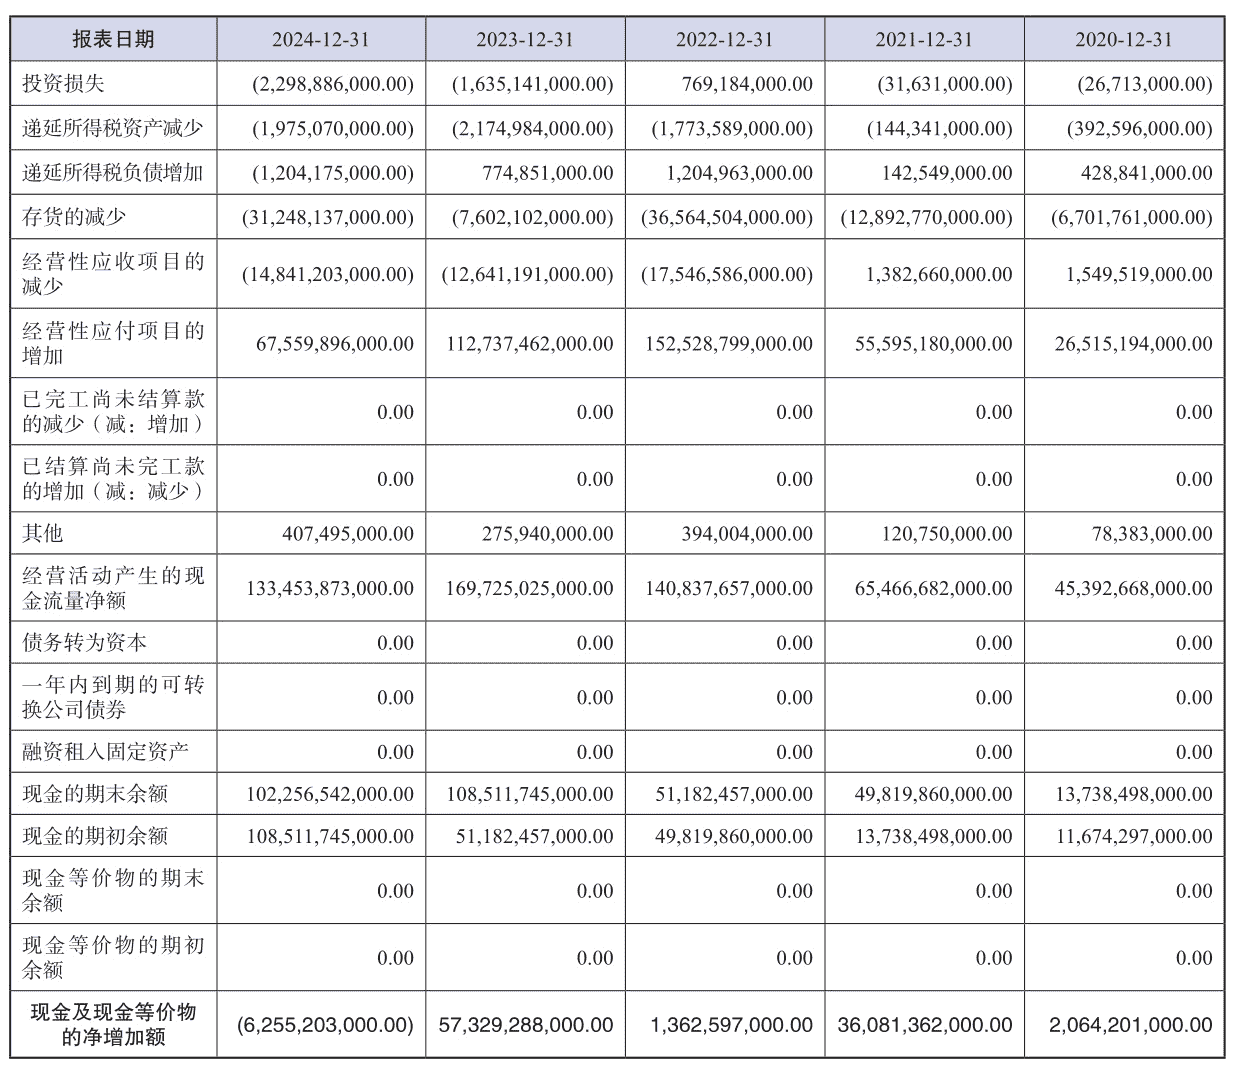 报表日期 2024-12-31 2023-12-31 2022-12-31 2021-12-31 2020-12-31
投资损失 (2,298,886,000.00) (1,635,141,000.00) 769,184,000.00 (31,631,000.00) (26,713,000.00)
递延所得税资产减少 (1,975,070,000.00) (2,174,984,000.00) (1,773,589,000.00) (144,341,000.00) (392,596,000.00)
递延所得税负债增加 (1,204,175,000.00) 774,851,000.00 1,204,963,000.00 142,549,000.00 428,841,000.00
存货的减少 (31,248,137,000.00) (7,602,102,000.00) (36,564,504,000.00) (12,892,770,000.00) (6,701,761,000.00)
经营性应收项目的
减少 (14,841,203,000.00) (12,641,191,000.00) (17,546,586,000.00) 1,382,660,000.00 1,549,519,000.00
经营性应付项目的
增加 67,559,896,000.00 112,737,462,000.00 152,528,799,000.00 55,595,180,000.00 26,515,194,000.00
已完工尚未结算款
的减少（减：增加） 0.00 0.00 0.00 0.00 0.00
已结算尚未完工款
的增加（减：减少） 0.00 0.00 0.00 0.00 0.00
其他 407,495,000.00 275,940,000.00 394,004,000.00 120,750,000.00 78,383,000.00
经营活动产生的现
金流量净额 133,453,873,000.00 169,725,025,000.00 140,837,657,000.00 65,466,682,000.00 45,392,668,000.00
债务转为资本 0.00 0.00 0.00 0.00 0.00
一年内到期的可转
换公司债券 0.00 0.00 0.00 0.00 0.00
融资租入固定资产 0.00 0.00 0.00 0.00 0.00
现金的期末余额 102,256,542,000.00 108,511,745,000.00 51,182,457,000.00 49,819,860,000.00 13,738,498,000.00
现金的期初余额 108,511,745,000.00 51,182,457,000.00 49,819,860,000.00 13,738,498,000.00 11,674,297,000.00
现金等价物的期末
余额 0.00 0.00 0.00 0.00 0.00
现金等价物的期初
余额 0.00 0.00 0.00 0.00 0.00
现金及现金等价物
的净增加额 (6,255,203,000.00) 57,329,288,000.00 1,362,597,000.00 36,081,362,000.00 2,064,201,000.00